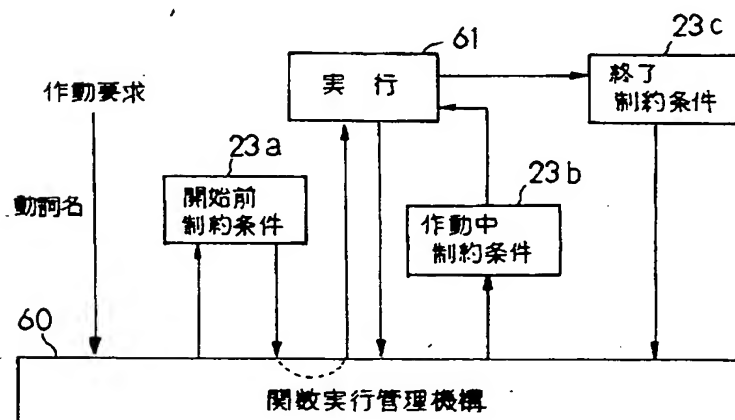 61
23c
実行
終了
制約条件
作動要求
23a
23b
開始前
制約条件
動詞名
作動中
制約条件
60
関数実行管理機構